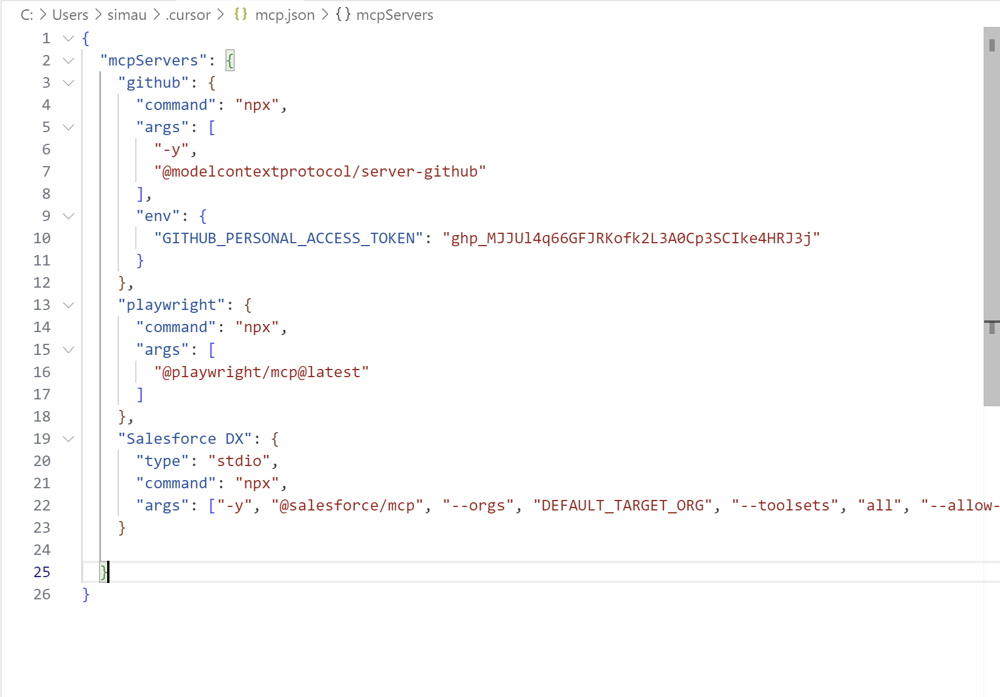 C: > Users > simau > .cursor > {} mcp.json > {} mcpServers
1 {
2 "mcpServers": {
3 "github": {
4 "command": "npx",
5 "args": [
6 "-y",
7 "@modelcontextprotocol/server-github"
8 ],
9 "env": {
10 "GITHUB_PERSONAL_ACCESS_TOKEN": "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"
11 }
12 },
13 "playwright": {
14 "command": "npx",
15 "args": [
16 "@playwright/mcp@latest"
17 ]
18 },
19 "Salesforce DX": {
20 "type": "stdio",
21 "command": "npx",
22 "args": ["-y", "@salesforce/mcp", "--orgs", "DEFAULT_TARGET_ORG", "--toolsets", "all", "--allow-
23 }
24
25 }
26 }